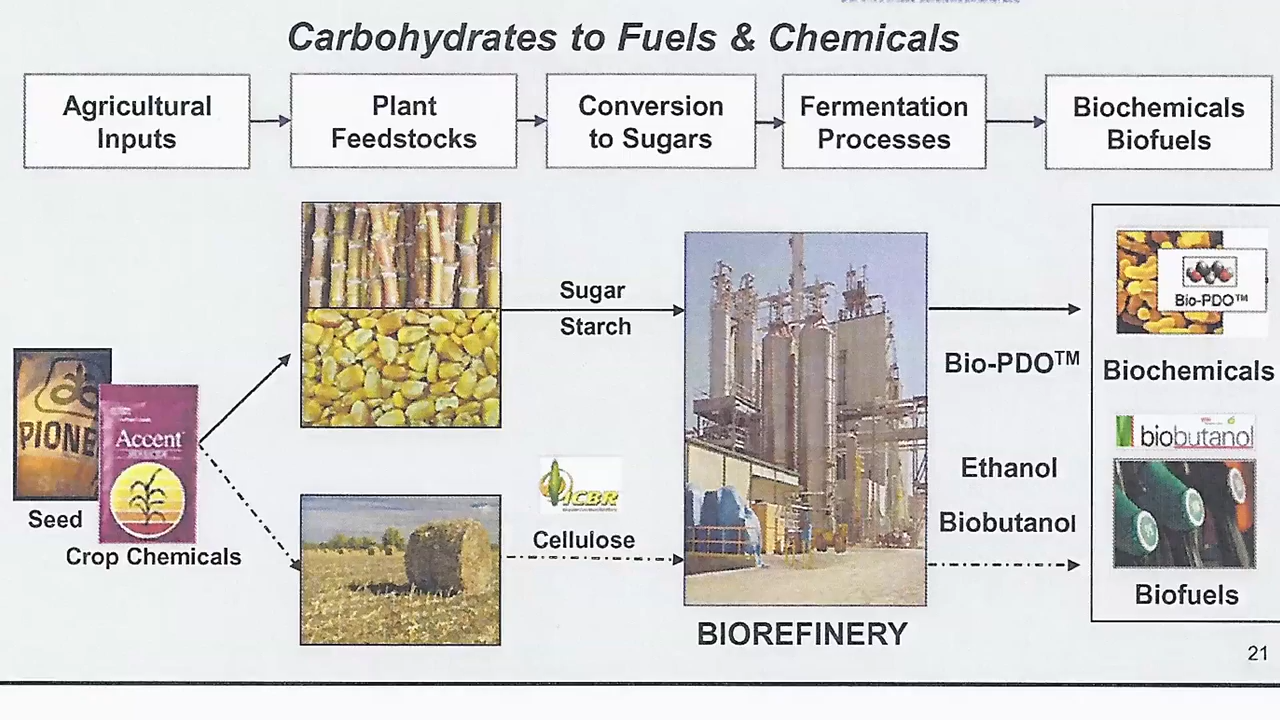 Carbohydrates to Fuels & Chemicals
Agricultural
Inputs
Plant
Feedstocks
Conversion
to Sugars
Fermentation
Processes
Biochemicals
Biofuels
Sugar
Starch
Bio-PDO™
Bio-PDO™
Biochemicals
PIONE
Accent
Seed
Crop Chemicals
ICBR
Cellulose
Ethanol
Biobutanol
biobutanol
Biofuels
BIOREFINERY
21